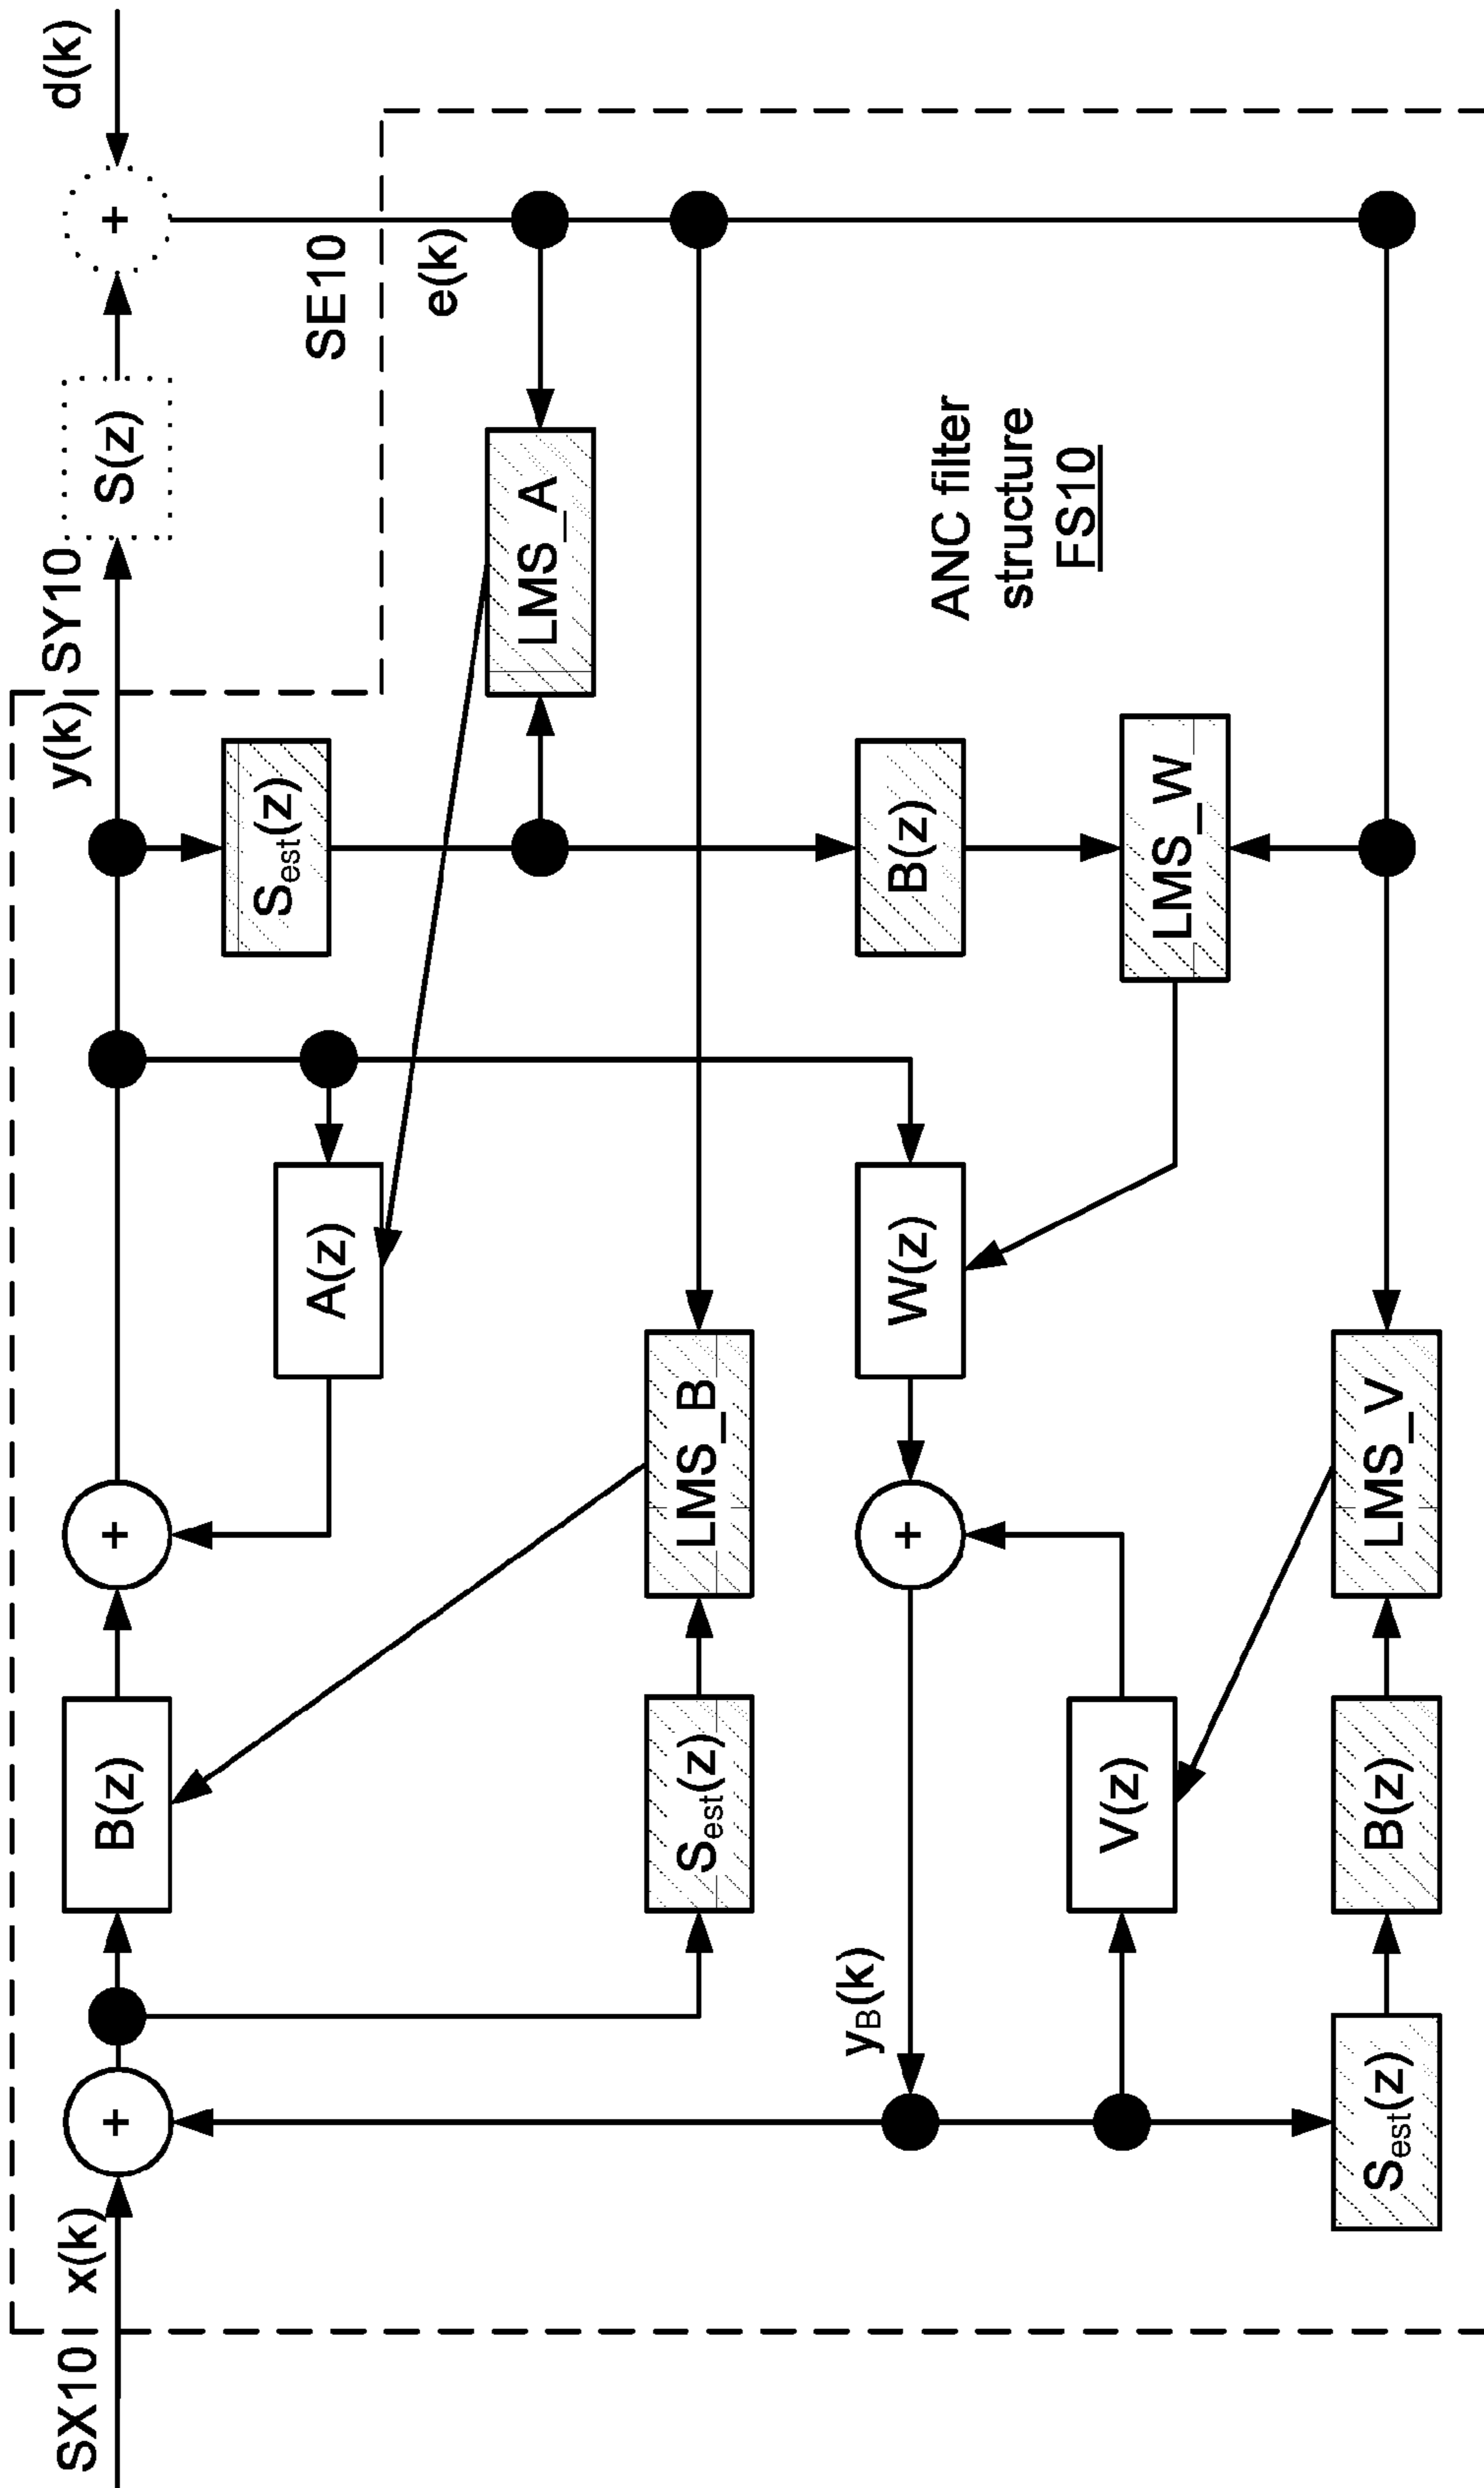 SX10
x(k)
+
B(z)
+
y(k)
SY10
S(z)
+
d(k)
A(z)
Sest(z)
SE10
e(k)
LMS_A
Sest(z)
LMS_B
yB(k)
+
W(z)
B(z)
ANC filter
structure
FS10
V(z)
LMS_W
Sest(z)
B(z)
LMS_V